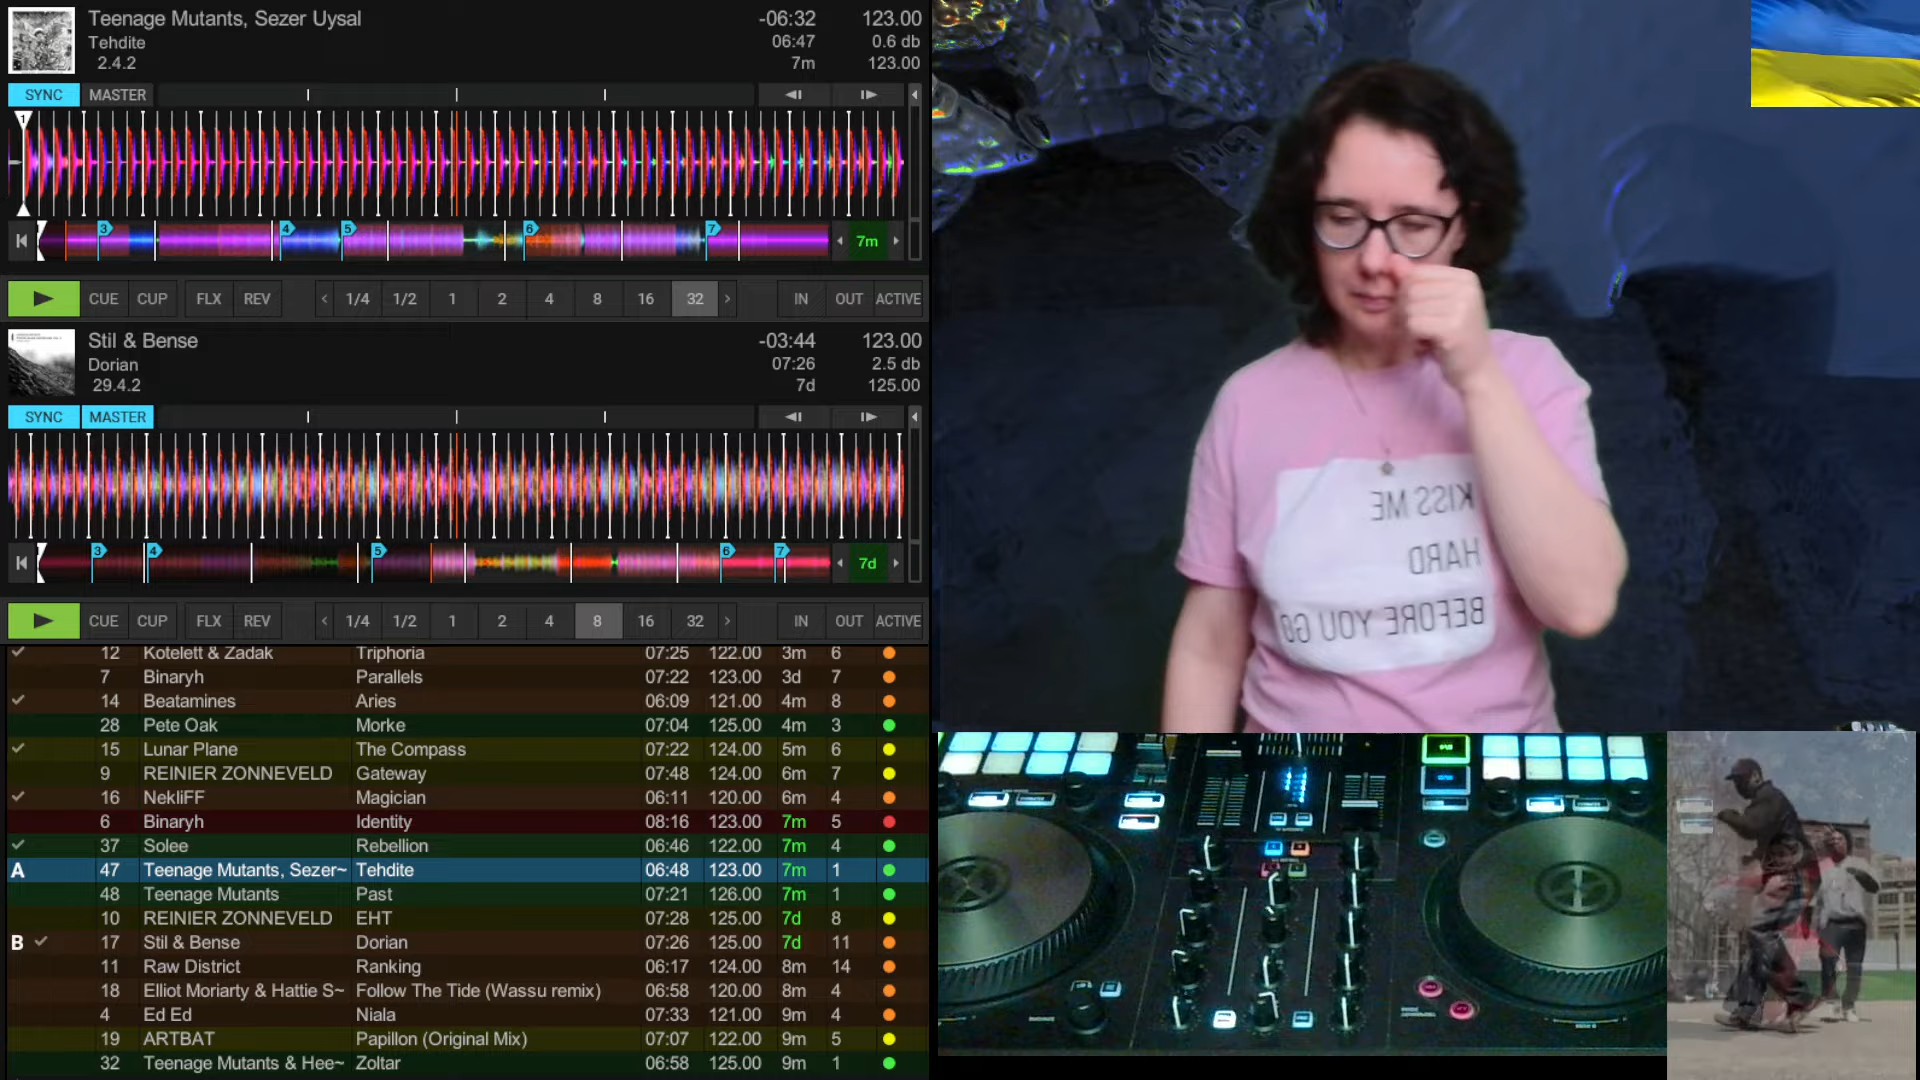 Teenage Mutants, Sezer Uysal -06:32 123.00
Tehdite 06:47 0.6 db
2.4.2 7m 123.00
SYNC MASTER
1
3 4 5 6 7 7m
CUE CUP FLX REV 1/4 1/2 1 2 4 8 16 32 IN OUT ACTIVE
Stil & Bense -03:44 123.00
Dorian 07:26 2.5 db
29.4.2 7d 125.00
SYNC MASTER
3 4 5 6 7 7d
CUE CUP FLX REV 1/4 1/2 1 2 4 8 16 32 IN OUT ACTIVE
12 Kotelett & Zadak Triphoria 07:25 122.00 3m 6
7 Binaryh Parallels 07:22 123.00 3d 7
14 Beatamines Aries 06:09 121.00 4m 8
28 Pete Oak Morke 07:04 125.00 4m 3
15 Lunar Plane The Compass 07:22 124.00 5m 6
9 REINIER ZONNEVELD Gateway 07:48 124.00 6m 7
16 NekliFF Magician 06:11 120.00 6m 4
6 Binaryh Identity 08:16 123.00 7m 5
37 Solee Rebellion 06:46 122.00 7m 4
A 47 Teenage Mutants, Sezer~ Tehdite 06:48 123.00 7m 1
48 Teenage Mutants Past 07:21 126.00 7m 1
10 REINIER ZONNEVELD EHT 07:28 125.00 7d 8
B 17 Stil & Bense Dorian 07:26 125.00 7d 11
11 Raw District Ranking 06:17 124.00 8m 14
18 Elliot Moriarty & Hattie S~ Follow The Tide (Wassu remix) 06:58 120.00 8m 4
4 Ed Ed Niala 07:33 121.00 9m 4
19 ARTBAT Papillon (Original Mix) 07:07 122.00 9m 5
32 Teenage Mutants & Hee~ Zoltar 06:58 125.00 9m 1
KISS ME
HARD
BEFORE YOU GO